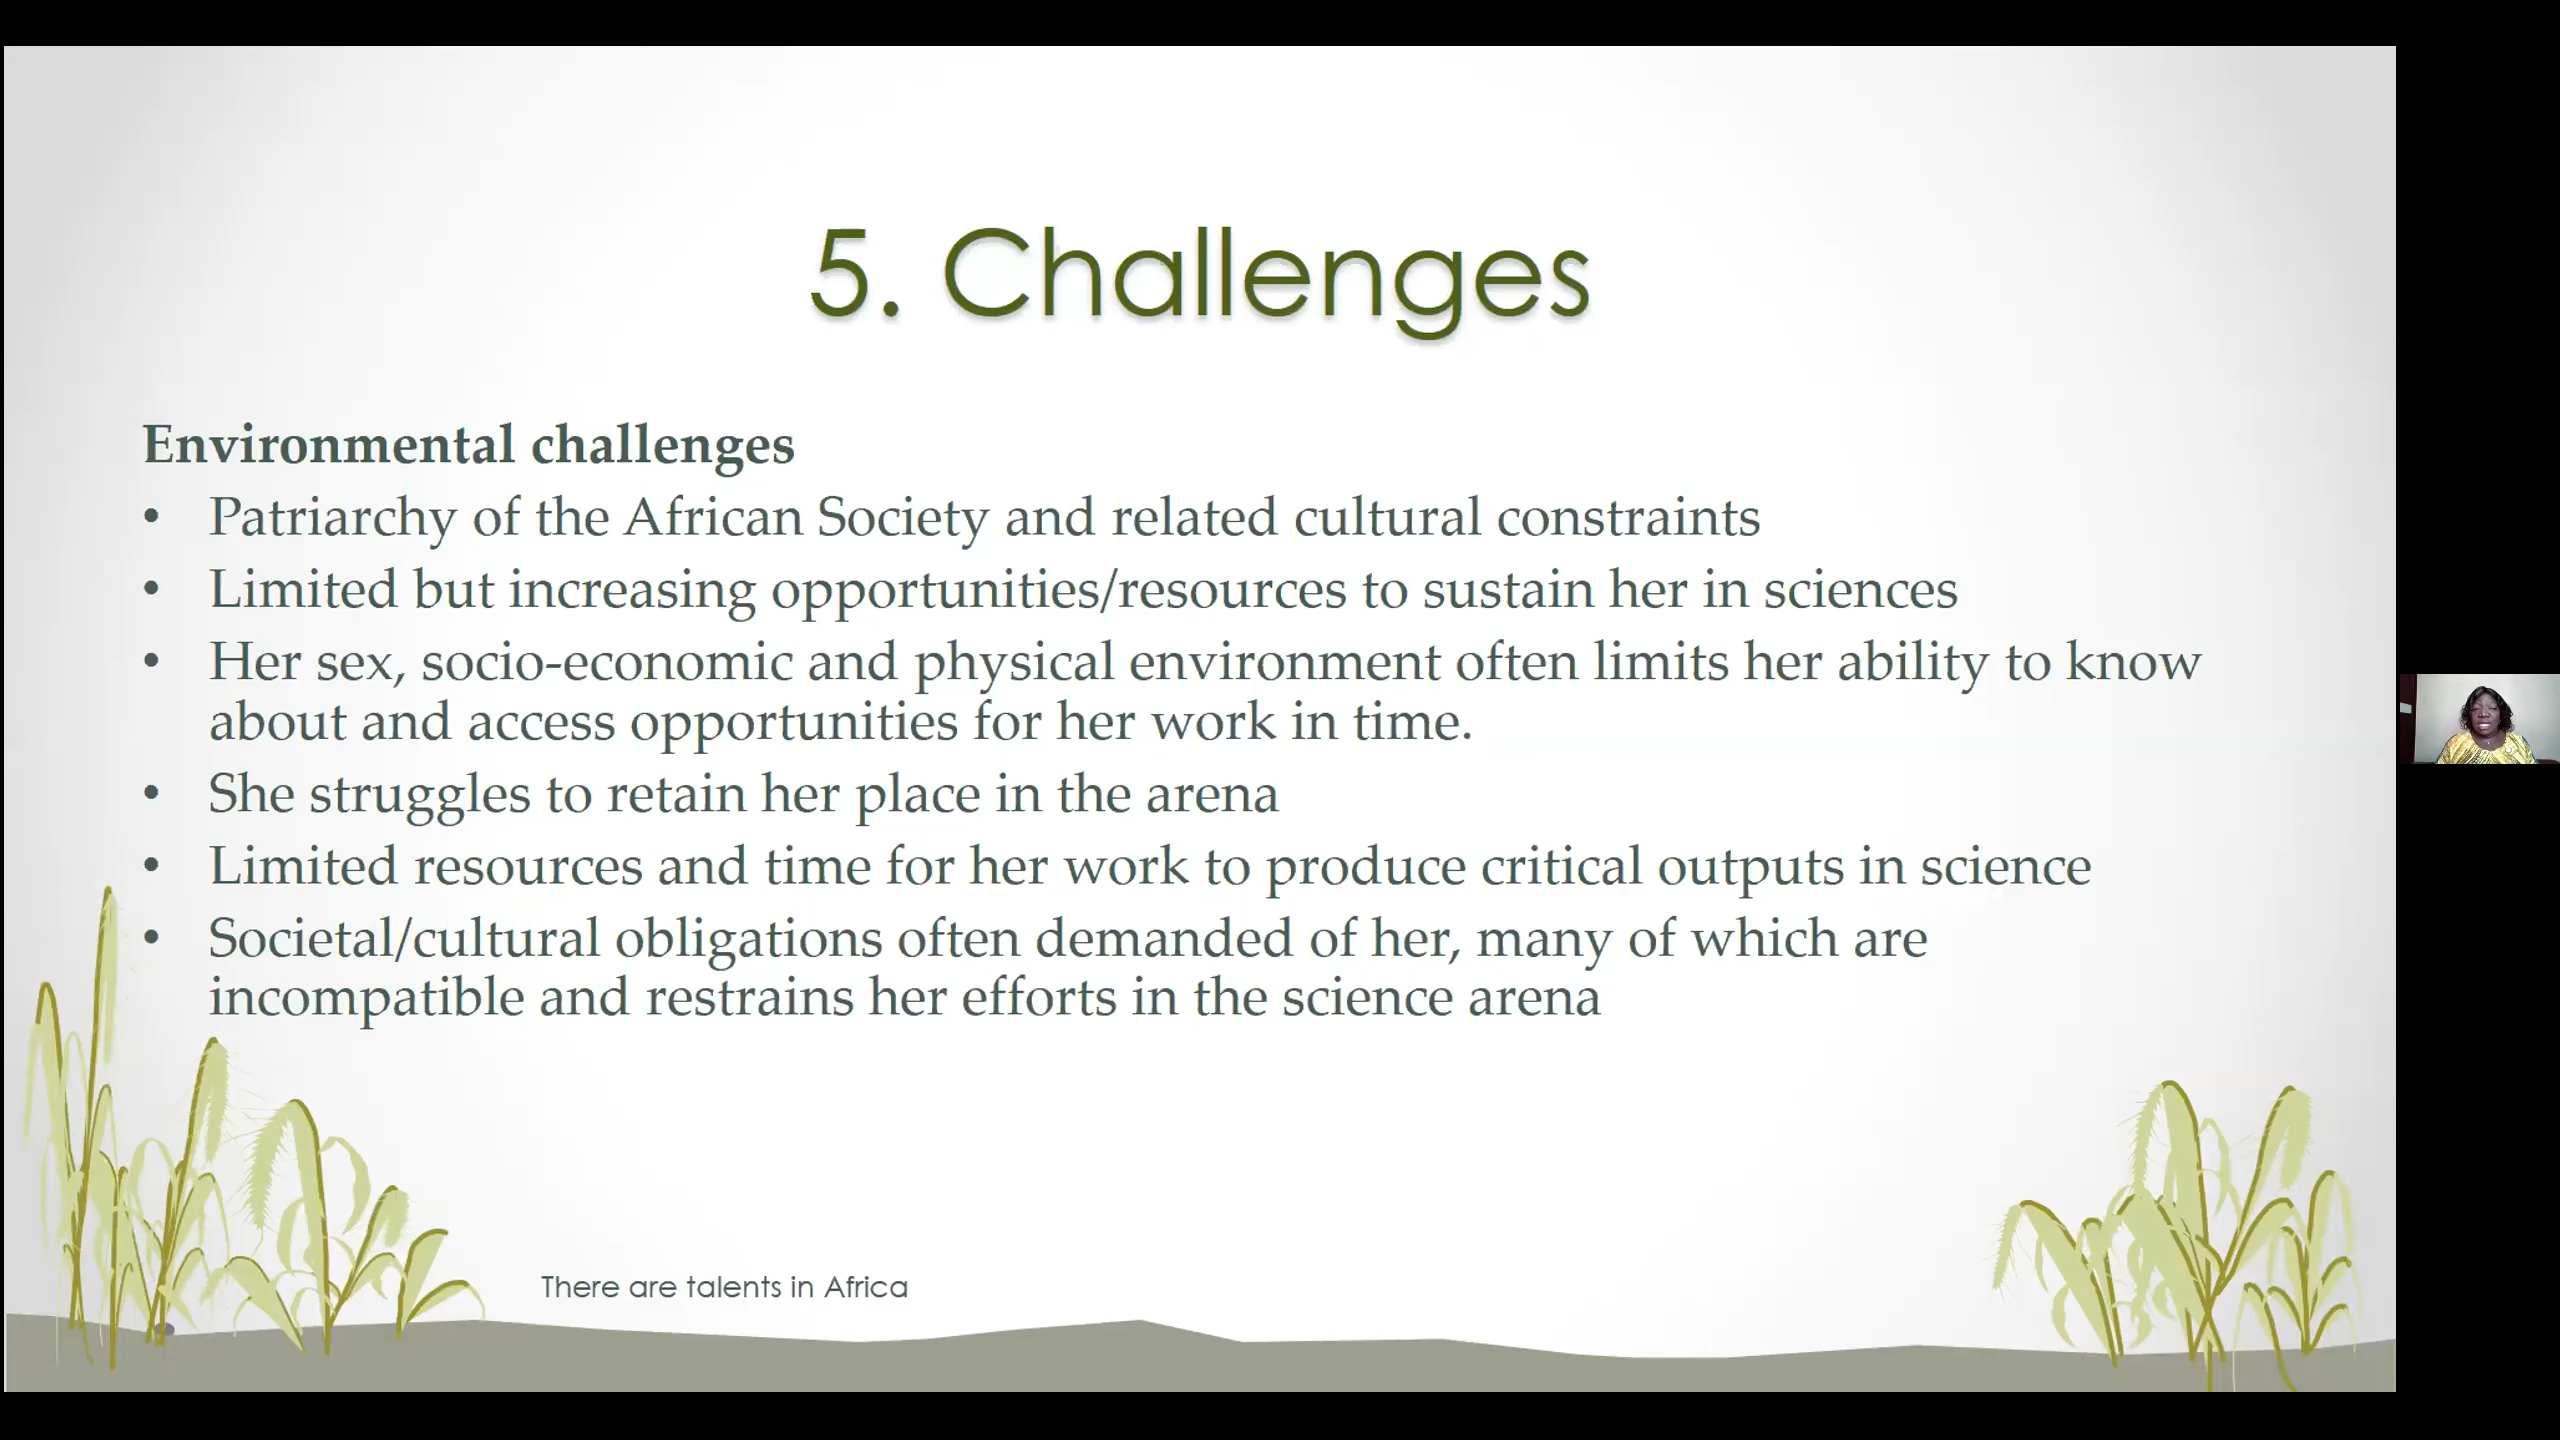 5. Challenges
Environmental challenges
• Patriarchy of the African Society and related cultural constraints
• Limited but increasing opportunities/resources to sustain her in sciences
• Her sex, socio-economic and physical environment often limits her ability to know
about and access opportunities for her work in time.
• She struggles to retain her place in the arena
• Limited resources and time for her work to produce critical outputs in science
• Societal/cultural obligations often demanded of her, many of which are
incompatible and restrains her efforts in the science arena
There are talents in Africa